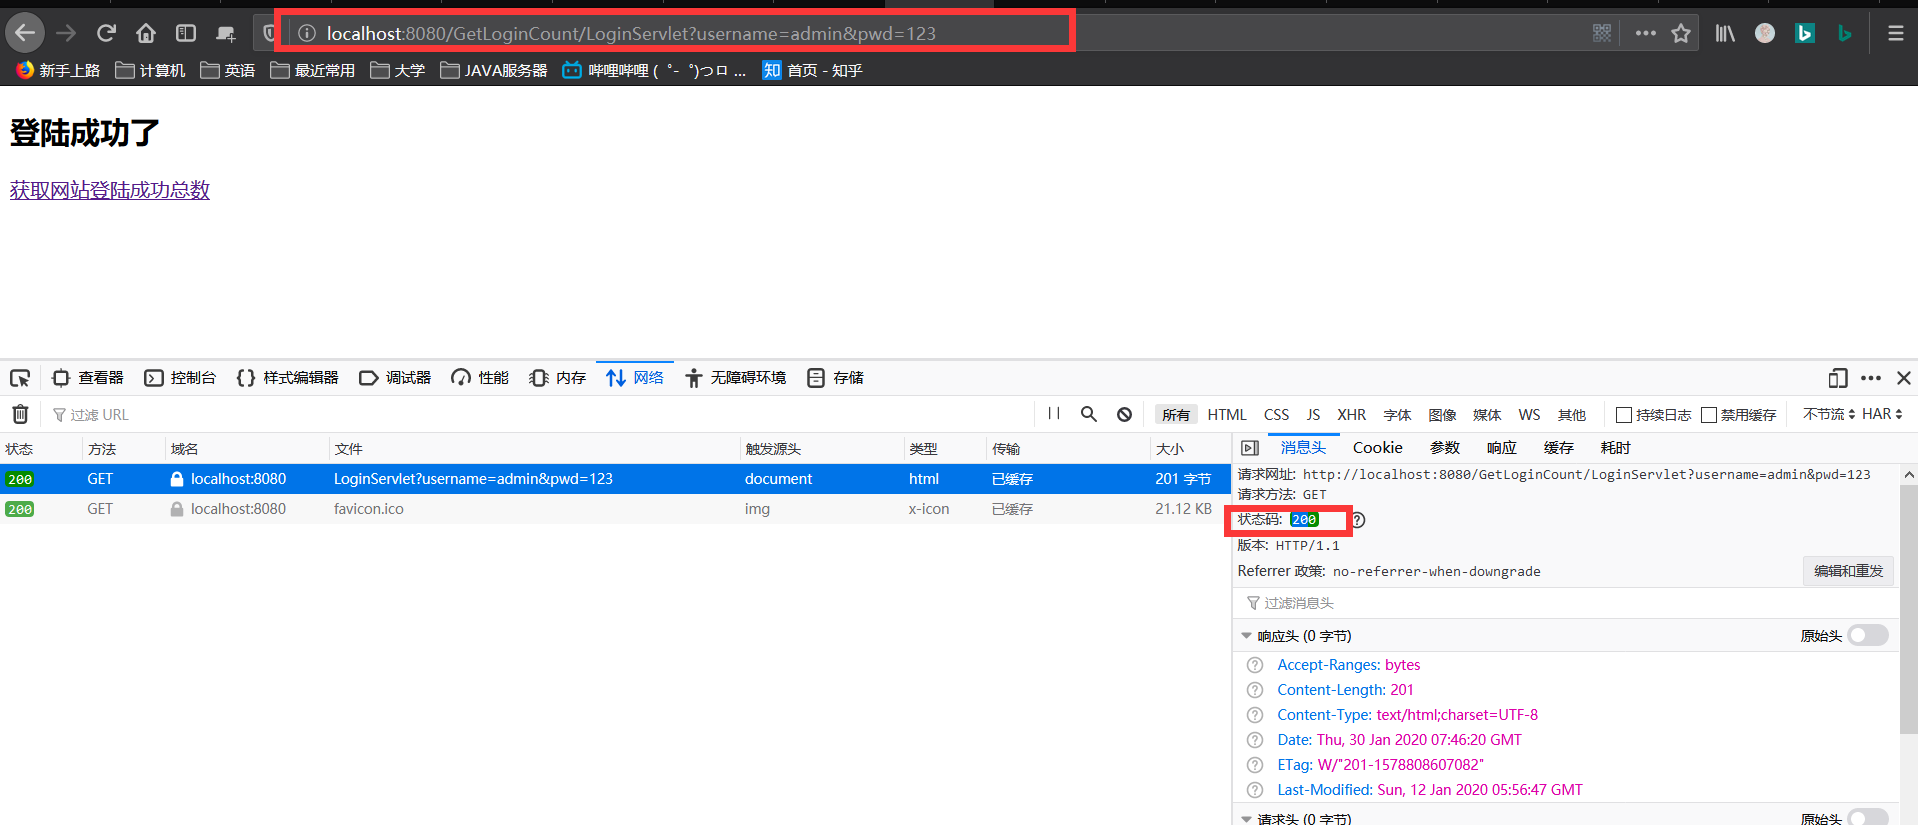 localhost:8080/GetLoginCount/LoginServlet?username=admin&pwd=123
新手上路 计算机 英语 最近常用 大学 JAVA服务器 哔哩哔哩 ( ゜- ゜)つロ ... 知 首页 - 知乎
登陆成功了
获取网站登陆成功总数
查看器 控制台 样式编辑器 调试器 性能 内存 网络 无障碍环境 存储
过滤 URL 所有 HTML CSS JS XHR 字体 图像 媒体 WS 其他 持续日志 禁用缓存 不节流 HAR
状态 方法 域名 文件 触发源头 类型 传输 大小
200 GET localhost:8080 LoginServlet?username=admin&pwd=123 document html 已缓存 201 字节
200 GET localhost:8080 favicon.ico img x-icon 已缓存 21.12 KB
消息头 Cookie 参数 响应 缓存 耗时
请求网址: http://localhost:8080/GetLoginCount/LoginServlet?username=admin&pwd=123
请求方法: GET
状态码: 200
版本: HTTP/1.1
Referrer 政策: no-referrer-when-downgrade 编辑和重发
过滤消息头
响应头 (0 字节) 原始头
Accept-Ranges: bytes
Content-Length: 201
Content-Type: text/html;charset=UTF-8
Date: Thu, 30 Jan 2020 07:46:20 GMT
ETag: W/"201-1578808607082"
Last-Modified: Sun, 12 Jan 2020 05:56:47 GMT
请求头 (0 字节) 原始头